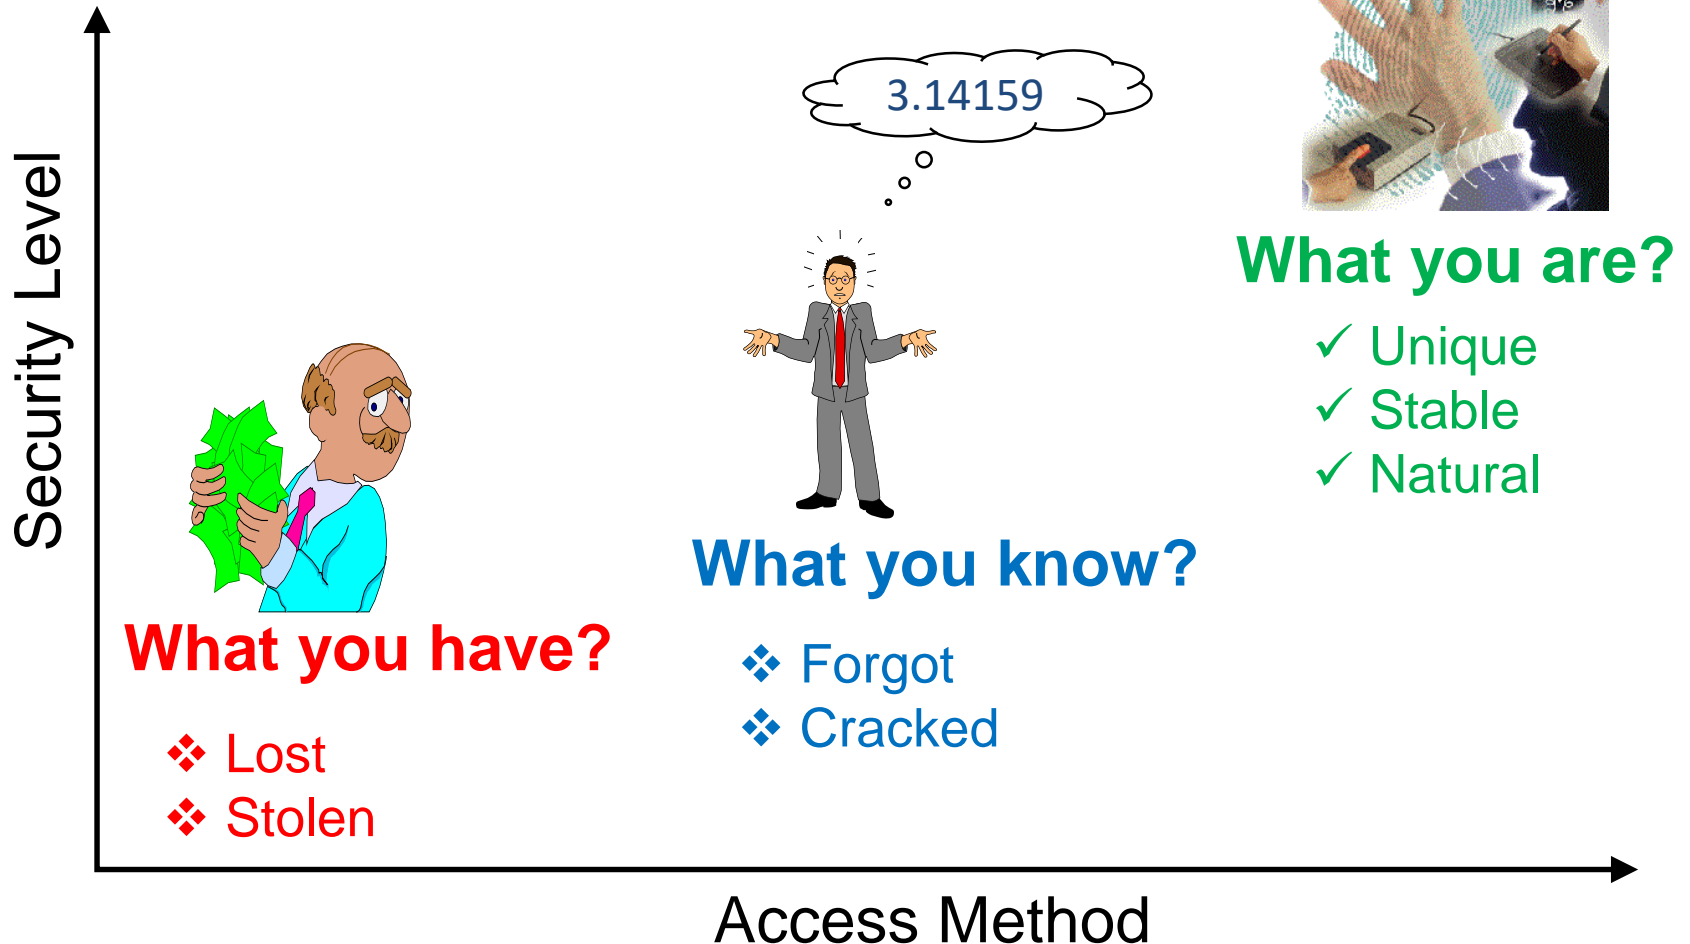 Security Level
3.14159
What you are?
✓ Unique
✓ Stable
✓ Natural
What you know?
❖ Forgot
❖ Cracked
What you have?
❖ Lost
❖ Stolen
Access Method